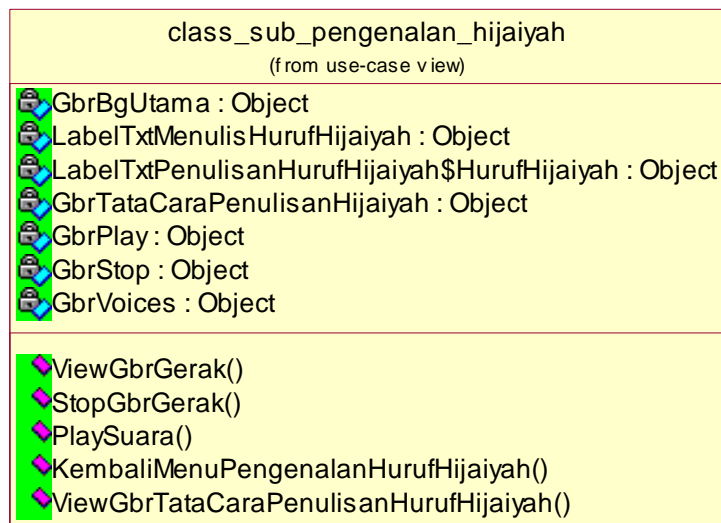 class_sub_pengenalan_hijaiyah
(from use-case view)
GbrBgUtama : Object
LabelTxtMenulisHurufHijaiyah : Object
LabelTxtPenulisanHurufHijaiyah$HurufHijaiyah : Object
GbrTataCaraPenulisanHijaiyah : Object
GbrPlay : Object
GbrStop : Object
GbrVoices : Object
ViewGbrGerak()
StopGbrGerak()
PlaySuara()
KembaliMenuPengenalanHurufHijaiyah()
ViewGbrTataCaraPenulisanHurufHijaiyah()